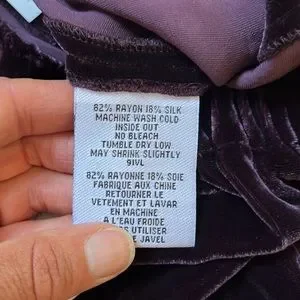 82% RAYON 18% SILK
MACHINE WASH COLD
INSIDE OUT
NO BLEACH
TUMBLE DRY LOW
MAY SHRINK SLIGHTLY
91VL
82% RAYONNE 18% SOIE
FABRIQUE AUX CHINE
RETOURNER LE
VETEMENT ET LAVAR
EN MACHINE
A L'EAU FROIDE
UTILISER
DE JAVEL